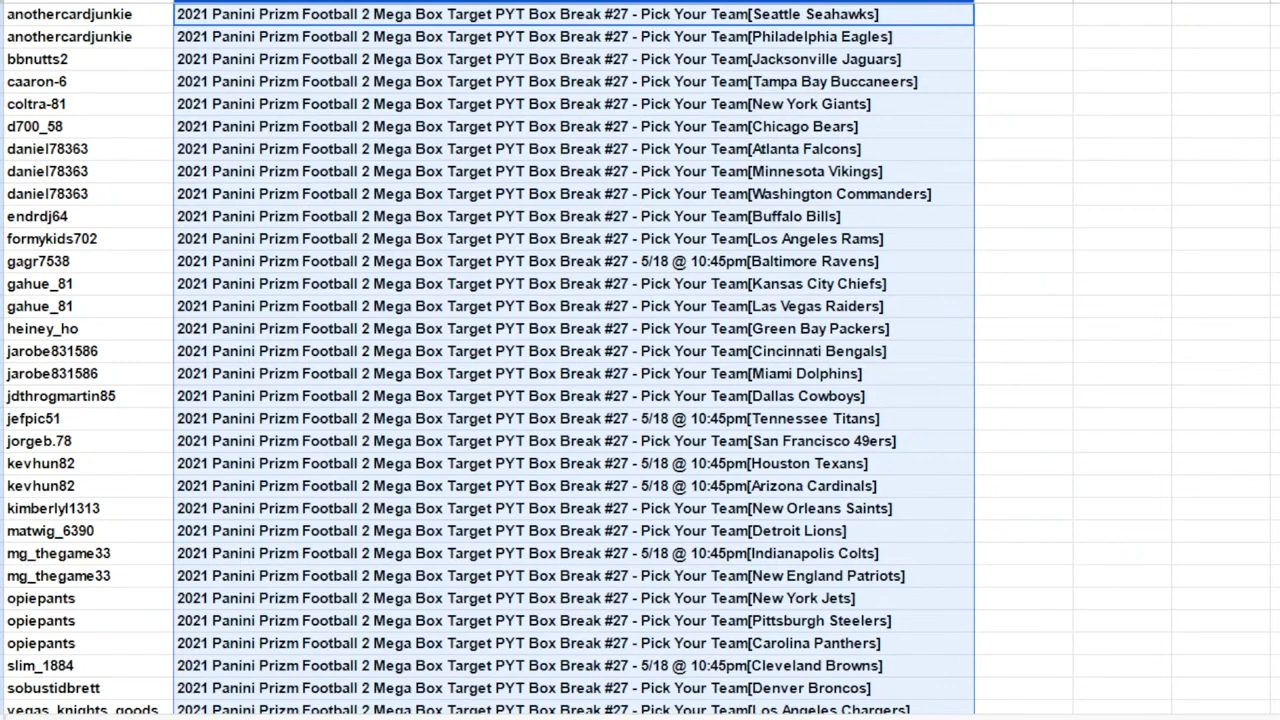 anothercardjunkie 2021 Panini Prizm Football 2 Mega Box Target PYT Box Break #27 - Pick Your Team[Seattle Seahawks]
anothercardjunkie 2021 Panini Prizm Football 2 Mega Box Target PYT Box Break #27 - Pick Your Team[Philadelphia Eagles]
bbnutts2 2021 Panini Prizm Football 2 Mega Box Target PYT Box Break #27 - Pick Your Team[Jacksonville Jaguars]
caaron-6 2021 Panini Prizm Football 2 Mega Box Target PYT Box Break #27 - Pick Your Team[Tampa Bay Buccaneers]
coltra-81 2021 Panini Prizm Football 2 Mega Box Target PYT Box Break #27 - Pick Your Team[New York Giants]
d700_58 2021 Panini Prizm Football 2 Mega Box Target PYT Box Break #27 - Pick Your Team[Chicago Bears]
daniel78363 2021 Panini Prizm Football 2 Mega Box Target PYT Box Break #27 - Pick Your Team[Atlanta Falcons]
daniel78363 2021 Panini Prizm Football 2 Mega Box Target PYT Box Break #27 - Pick Your Team[Minnesota Vikings]
daniel78363 2021 Panini Prizm Football 2 Mega Box Target PYT Box Break #27 - Pick Your Team[Washington Commanders]
endrdj64 2021 Panini Prizm Football 2 Mega Box Target PYT Box Break #27 - Pick Your Team[Buffalo Bills]
formykids702 2021 Panini Prizm Football 2 Mega Box Target PYT Box Break #27 - Pick Your Team[Los Angeles Rams]
gagr7538 2021 Panini Prizm Football 2 Mega Box Target PYT Box Break #27 - 5/18 @ 10:45pm[Baltimore Ravens]
gahue_81 2021 Panini Prizm Football 2 Mega Box Target PYT Box Break #27 - Pick Your Team[Kansas City Chiefs]
gahue_81 2021 Panini Prizm Football 2 Mega Box Target PYT Box Break #27 - Pick Your Team[Las Vegas Raiders]
heiney_ho 2021 Panini Prizm Football 2 Mega Box Target PYT Box Break #27 - Pick Your Team[Green Bay Packers]
jarobe831586 2021 Panini Prizm Football 2 Mega Box Target PYT Box Break #27 - Pick Your Team[Cincinnati Bengals]
jarobe831586 2021 Panini Prizm Football 2 Mega Box Target PYT Box Break #27 - Pick Your Team[Miami Dolphins]
jdthrogmartin85 2021 Panini Prizm Football 2 Mega Box Target PYT Box Break #27 - Pick Your Team[Dallas Cowboys]
jefpic51 2021 Panini Prizm Football 2 Mega Box Target PYT Box Break #27 - 5/18 @ 10:45pm[Tennessee Titans]
jorgeb.78 2021 Panini Prizm Football 2 Mega Box Target PYT Box Break #27 - Pick Your Team[San Francisco 49ers]
kevhun82 2021 Panini Prizm Football 2 Mega Box Target PYT Box Break #27 - 5/18 @ 10:45pm[Houston Texans]
kevhun82 2021 Panini Prizm Football 2 Mega Box Target PYT Box Break #27 - 5/18 @ 10:45pm[Arizona Cardinals]
kimberlyl1313 2021 Panini Prizm Football 2 Mega Box Target PYT Box Break #27 - Pick Your Team[New Orleans Saints]
matwig_6390 2021 Panini Prizm Football 2 Mega Box Target PYT Box Break #27 - Pick Your Team[Detroit Lions]
mg_thegame33 2021 Panini Prizm Football 2 Mega Box Target PYT Box Break #27 - 5/18 @ 10:45pm[Indianapolis Colts]
mg_thegame33 2021 Panini Prizm Football 2 Mega Box Target PYT Box Break #27 - Pick Your Team[New England Patriots]
opiepants 2021 Panini Prizm Football 2 Mega Box Target PYT Box Break #27 - Pick Your Team[New York Jets]
opiepants 2021 Panini Prizm Football 2 Mega Box Target PYT Box Break #27 - Pick Your Team[Pittsburgh Steelers]
opiepants 2021 Panini Prizm Football 2 Mega Box Target PYT Box Break #27 - Pick Your Team[Carolina Panthers]
slim_1884 2021 Panini Prizm Football 2 Mega Box Target PYT Box Break #27 - 5/18 @ 10:45pm[Cleveland Browns]
sobustidbrett 2021 Panini Prizm Football 2 Mega Box Target PYT Box Break #27 - Pick Your Team[Denver Broncos]
vegas_knights_goods 2021 Panini Prizm Football 2 Mega Box Target PYT Box Break #27 - Pick Your Team[Los Angeles Chargers]